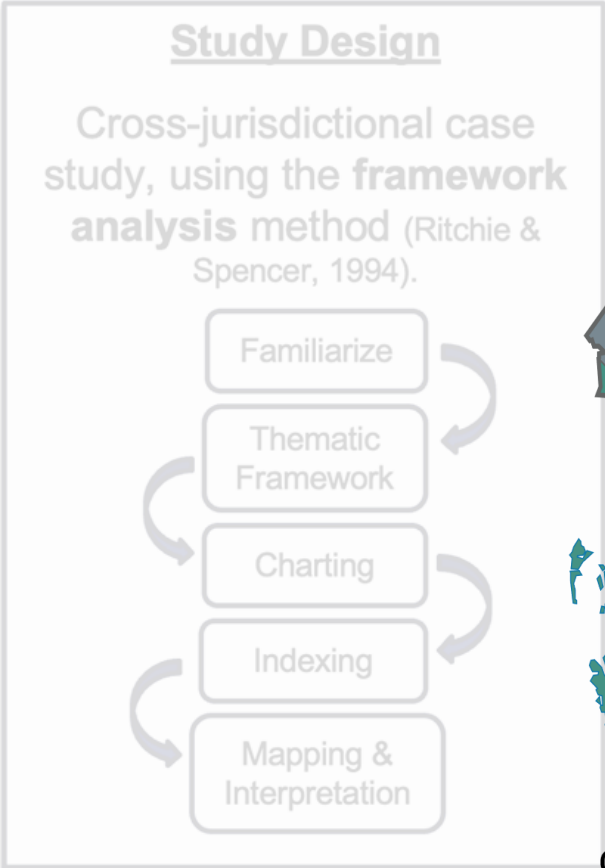 Study Design
Cross-jurisdictional case
study, using the framework
analysis method (Ritchie &
Spencer, 1994).
Familiarize
Thematic
Framework
Charting
Indexing
Mapping &
Interpretation